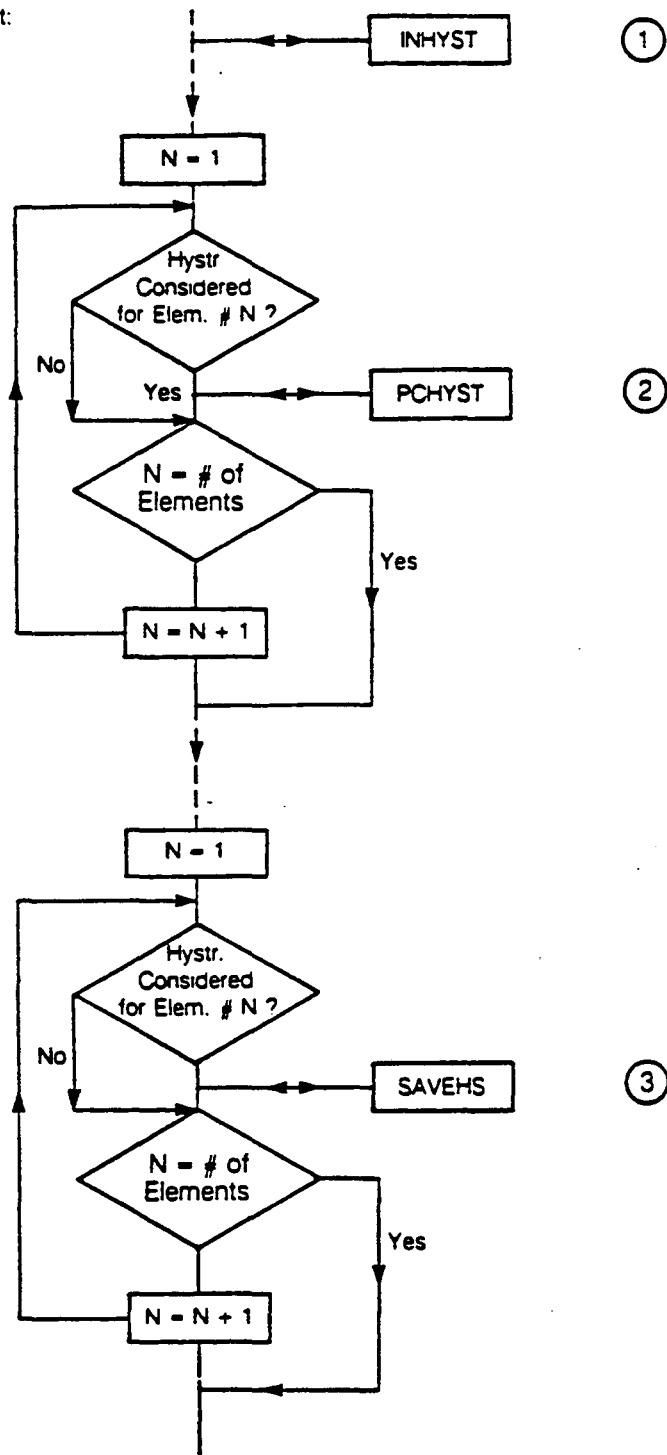 t:
INHYST
1
N = 1
Hystr
Considered
for Elem. # N ?
No
Yes
PCHYST
2
N = # of
Elements
Yes
N = N + 1
N = 1
Hystr.
Considered
for Elem. # N ?
No
SAVEHS
3
N = # of
Elements
Yes
N = N + 1